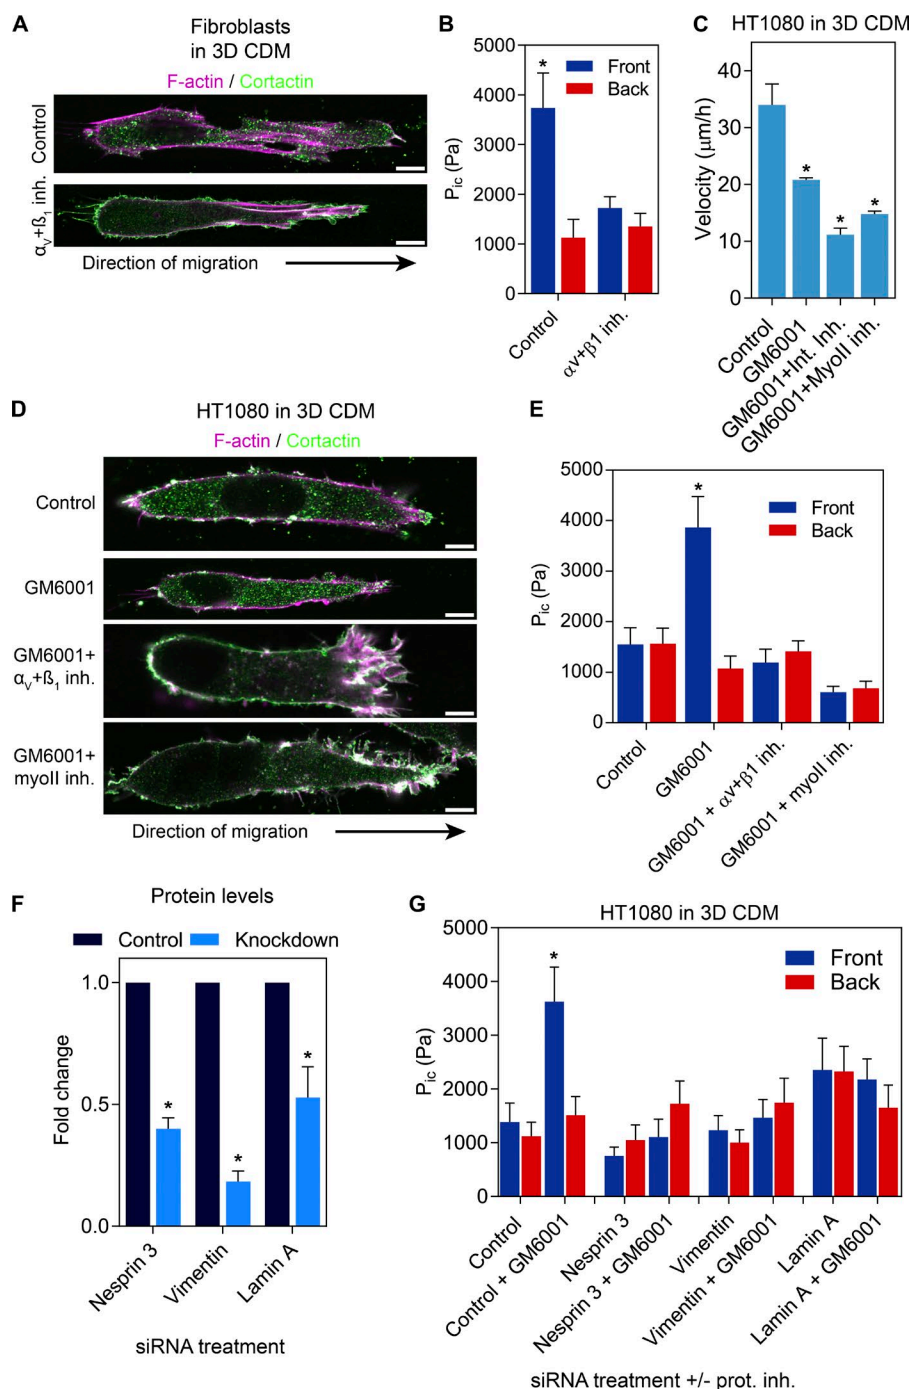 A
Fibroblasts
in 3D CDM
F-actin / Cortactin
Control
αV+ß1 inh.
Direction of migration
B
5000
4000
3000
2000
1000
0
Pic (Pa)
*
Front
Back
Control
αv+β1 inh.
C
HT1080 in 3D CDM
40
30
20
10
0
Velocity (μm/h)
*
*
*
Control
GM6001
GM6001+Int. Inh.
GM6001+MyoII inh.
D
HT1080 in 3D CDM
F-actin / Cortactin
Control
GM6001
GM6001+
αV+ß1 inh.
GM6001+
myoII inh.
Direction of migration
E
5000
4000
3000
2000
1000
0
Pic (Pa)
*
Front
Back
Control
GM6001
GM6001 + αv+β1 inh.
GM6001 + myoII inh.
F
Protein levels
Control
Knockdown
1.0
0.5
0.0
Fold change
*
*
*
Nesprin 3
Vimentin
Lamin A
siRNA treatment
G
HT1080 in 3D CDM
5000
4000
3000
2000
1000
0
Pic (Pa)
*
Front
Back
Control
Control + GM6001
Nesprin 3
Nesprin 3 + GM6001
Vimentin
Vimentin + GM6001
Lamin A
Lamin A + GM6001
siRNA treatment +/- prot. inh.